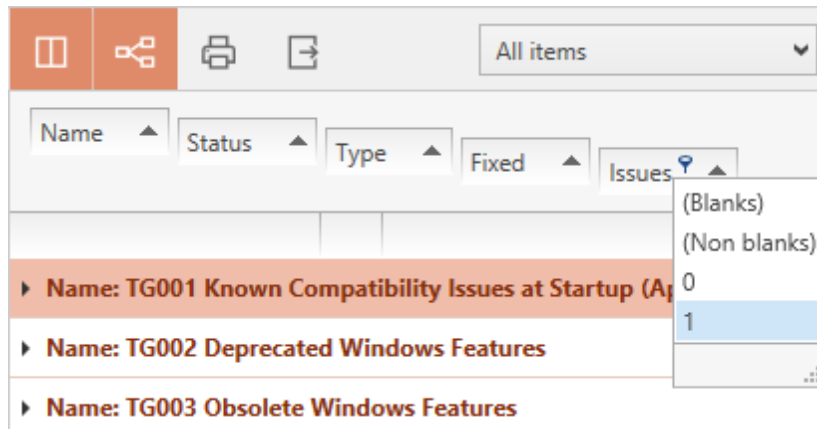 All items
Name
Status
Type
Fixed
Issues
(Blanks)
(Non blanks)
0
1
Name: TG001 Known Compatibility Issues at Startup (A
Name: TG002 Deprecated Windows Features
Name: TG003 Obsolete Windows Features